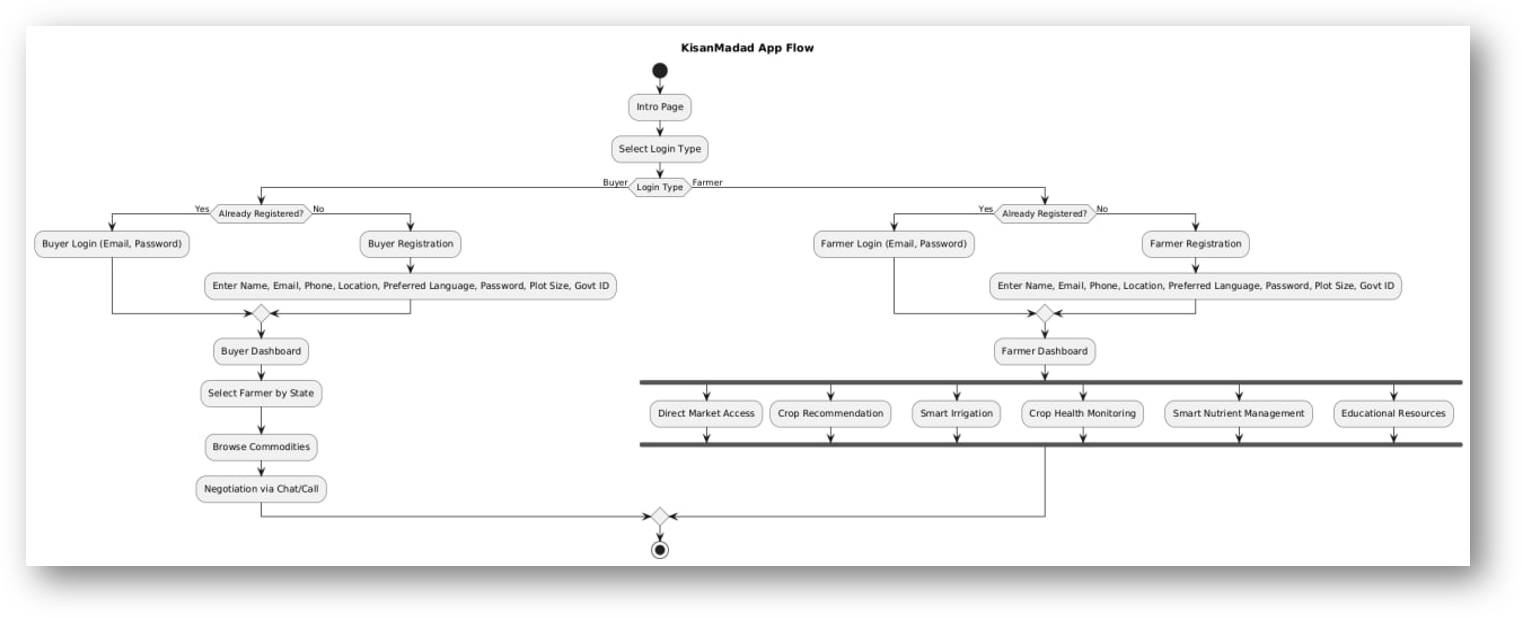 KisanMadad App Flow
Intro Page
Select Login Type
Buyer
Login Type
Farmer
Yes
Already Registered?
No
Yes
Already Registered?
No
Buyer Login (Email, Password)
Buyer Registration
Farmer Login (Email, Password)
Farmer Registration
Enter Name, Email, Phone, Location, Preferred Language, Password, Plot Size, Govt ID
Enter Name, Email, Phone, Location, Preferred Language, Password, Plot Size, Govt ID
Buyer Dashboard
Farmer Dashboard
Select Farmer by State
Direct Market Access
Crop Recommendation
Smart Irrigation
Crop Health Monitoring
Smart Nutrient Management
Educational Resources
Browse Commodities
Negotiation via Chat/Call